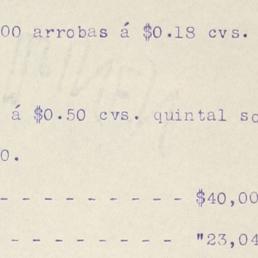 00 arrobas á $0.18 cvs.
á $0.50 cvs. quintal so
0.
- - - - - - - - - $40,00
- - - - - - - - - "23,04